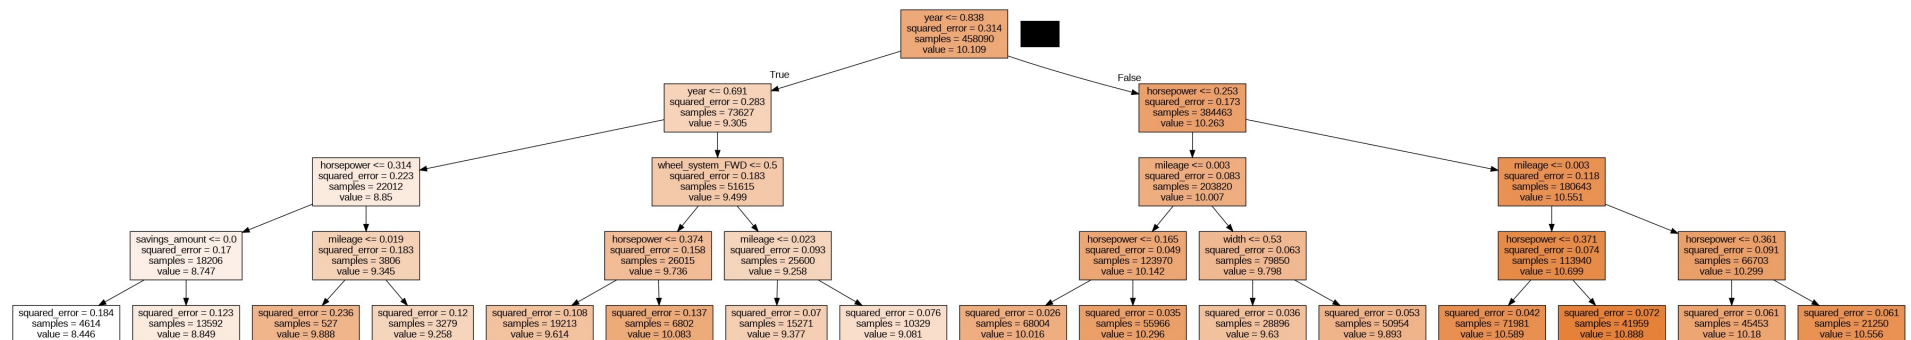 year <= 0.838
squared_error = 0.314
samples = 458090
value = 10.109
True
False
year <= 0.691
squared_error = 0.283
samples = 73627
value = 9.305
horsepower <= 0.253
squared_error = 0.173
samples = 384463
value = 10.263
horsepower <= 0.314
squared_error = 0.223
samples = 22012
value = 8.85
wheel_system_FWD <= 0.5
squared_error = 0.183
samples = 51615
value = 9.499
mileage <= 0.003
squared_error = 0.083
samples = 203820
value = 10.007
mileage <= 0.003
squared_error = 0.118
samples = 180643
value = 10.551
savings_amount <= 0.0
squared_error = 0.17
samples = 18206
value = 8.747
mileage <= 0.019
squared_error = 0.183
samples = 3806
value = 9.345
horsepower <= 0.374
squared_error = 0.158
samples = 26015
value = 9.736
mileage <= 0.023
squared_error = 0.093
samples = 25600
value = 9.258
horsepower <= 0.165
squared_error = 0.049
samples = 123970
value = 10.142
width <= 0.53
squared_error = 0.063
samples = 79850
value = 9.798
horsepower <= 0.371
squared_error = 0.074
samples = 113940
value = 10.699
horsepower <= 0.361
squared_error = 0.091
samples = 66703
value = 10.299
squared_error = 0.184
samples = 4614
value = 8.446
squared_error = 0.123
samples = 13592
value = 8.849
squared_error = 0.236
samples = 527
value = 9.888
squared_error = 0.12
samples = 3279
value = 9.258
squared_error = 0.108
samples = 19213
value = 9.614
squared_error = 0.137
samples = 6802
value = 10.083
squared_error = 0.07
samples = 15271
value = 9.377
squared_error = 0.076
samples = 10329
value = 9.081
squared_error = 0.026
samples = 68004
value = 10.016
squared_error = 0.035
samples = 55966
value = 10.296
squared_error = 0.036
samples = 28896
value = 9.63
squared_error = 0.053
samples = 50954
value = 9.893
squared_error = 0.042
samples = 71981
value = 10.589
squared_error = 0.072
samples = 41959
value = 10.888
squared_error = 0.061
samples = 45453
value = 10.18
squared_error = 0.061
samples = 21250
value = 10.556